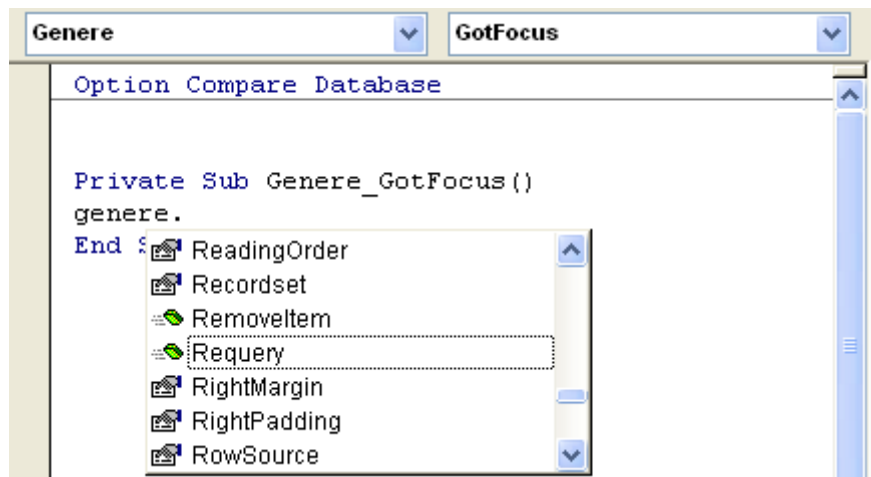 Genere GotFocus
Option Compare Database
Private Sub Genere_GotFocus()
genere.
End S
ReadingOrder
Recordset
RemoveItem
Requery
RightMargin
RightPadding
RowSource